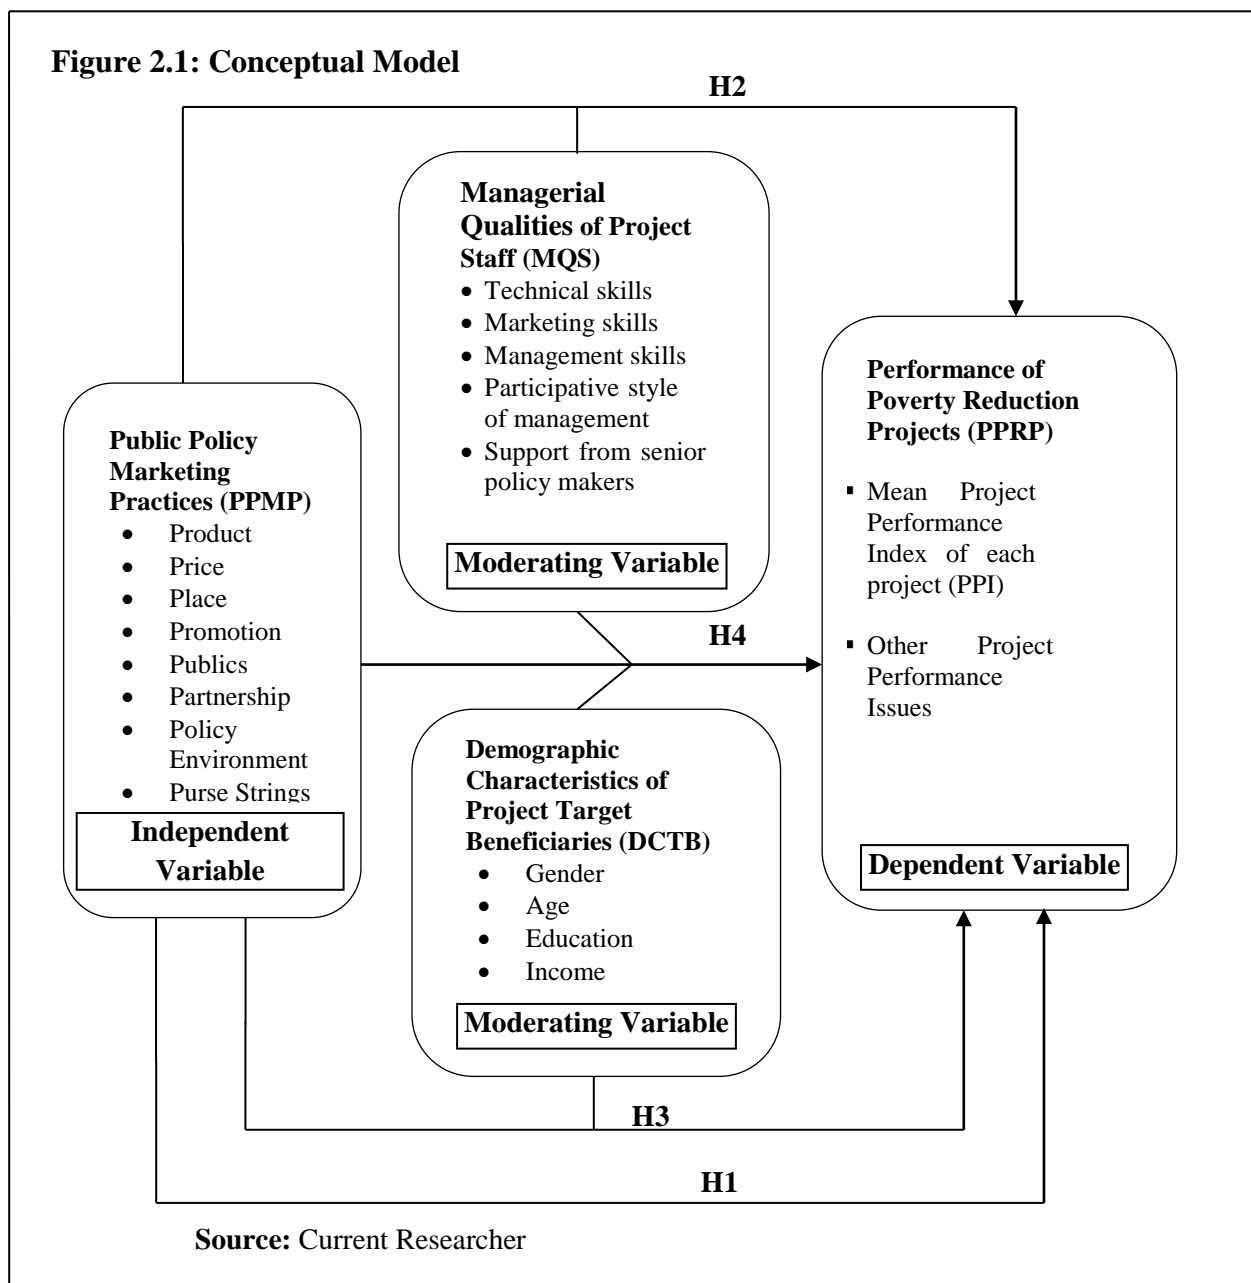 Figure 2.1: Conceptual Model
H2
Managerial
Qualities of Project
Staff (MQS)
• Technical skills
• Marketing skills
• Management skills
• Participative style
of management
• Support from senior
policy makers
Moderating Variable
Public Policy
Marketing
Practices (PPMP)
• Product
• Price
• Place
• Promotion
• Publics
• Partnership
• Policy
Environment
• Purse Strings
Independent
Variable
H4
Performance of
Poverty Reduction
Projects (PPRP)
▪ Mean Project
Performance
Index of each
project (PPI)
▪ Other Project
Performance
Issues
Dependent Variable
Demographic
Characteristics of
Project Target
Beneficiaries (DCTB)
• Gender
• Age
• Education
• Income
Moderating Variable
H3
H1
Source: Current Researcher